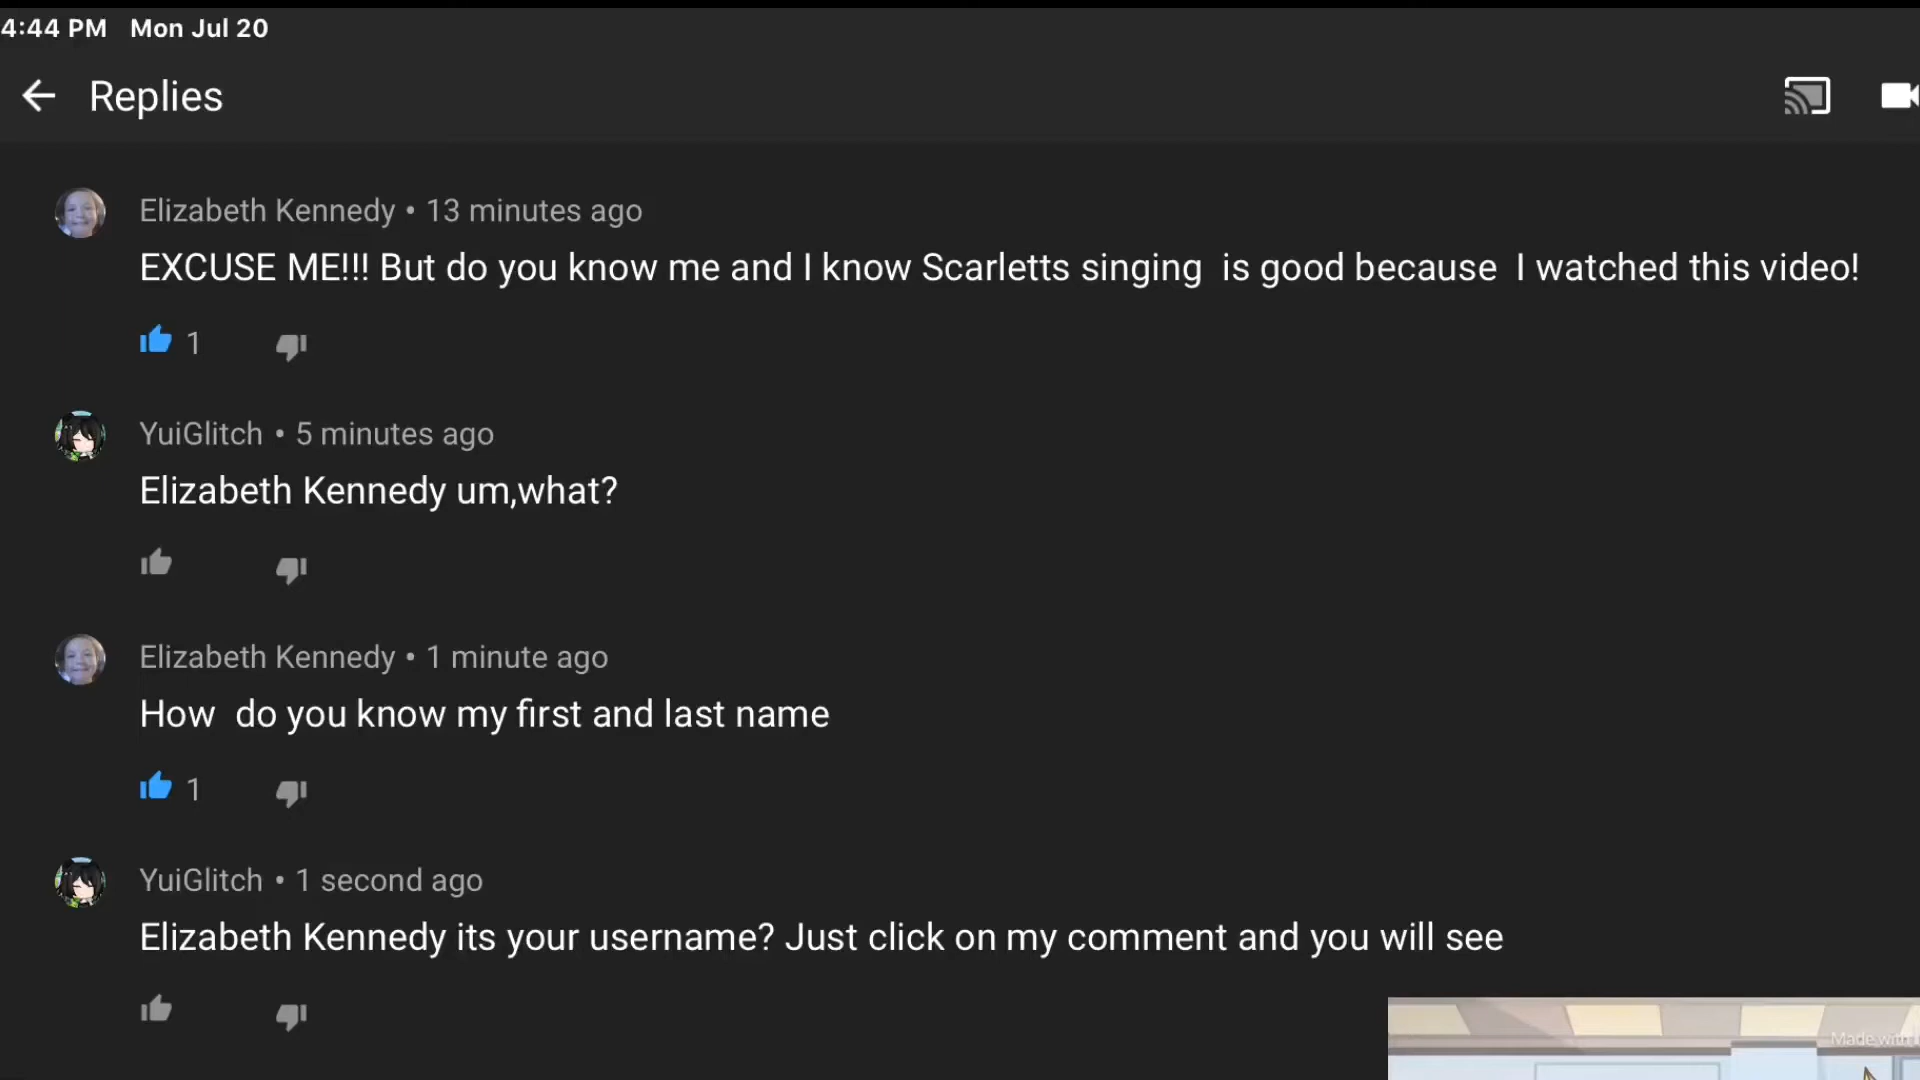 4:44 PM Mon Jul 20
Replies
Elizabeth Kennedy • 13 minutes ago
EXCUSE ME!!! But do you know me and I know Scarletts singing  is good because  I watched this video!
1
YuiGlitch • 5 minutes ago
Elizabeth Kennedy um,what?
Elizabeth Kennedy • 1 minute ago
How  do you know my first and last name
1
YuiGlitch • 1 second ago
Elizabeth Kennedy its your username? Just click on my comment and you will see
Made with